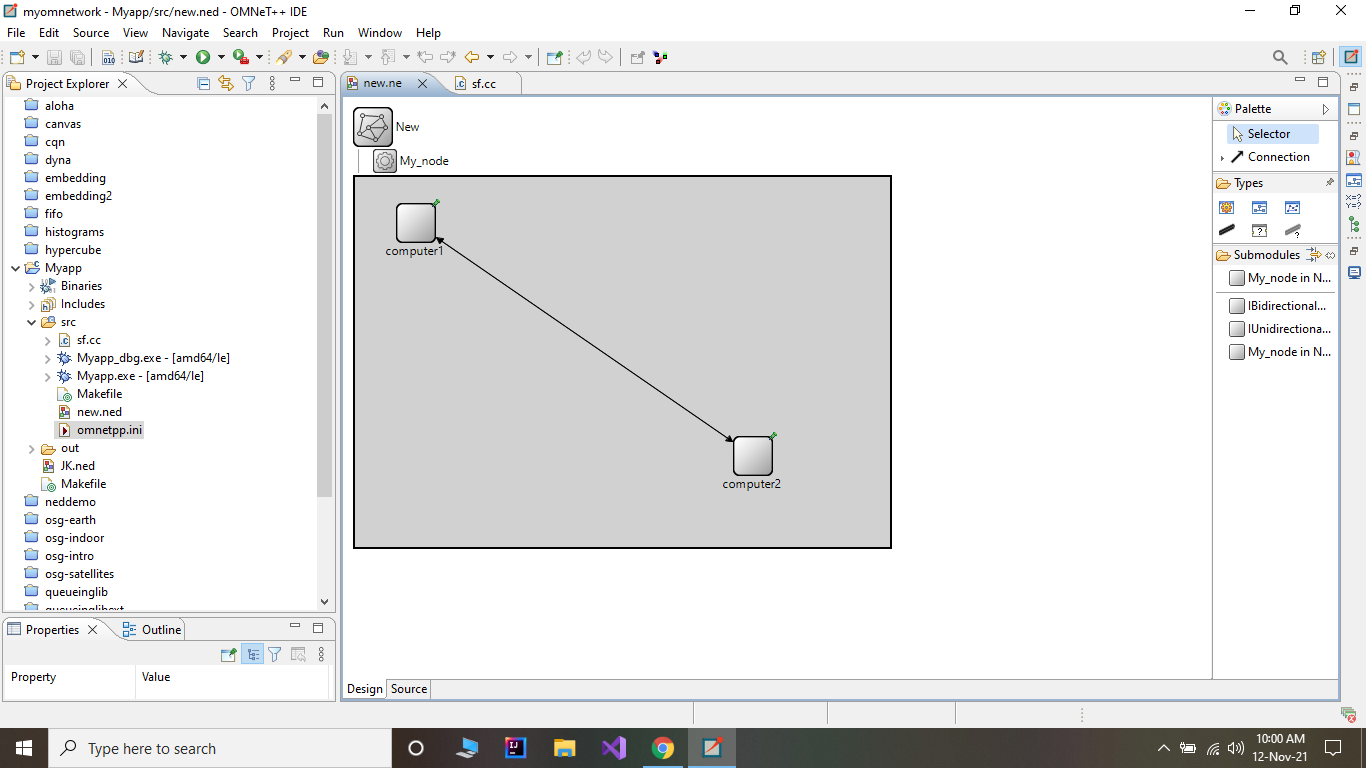 myomnetwork - Myapp/src/new.ned - OMNeT++ IDE
File Edit Source View Navigate Search Project Run Window Help
Project Explorer
aloha
canvas
cqn
dyna
embedding
embedding2
fifo
histograms
hypercube
Myapp
Binaries
Includes
src
sf.cc
Myapp_dbg.exe - [amd64/le]
Myapp.exe - [amd64/le]
Makefile
new.ned
omnetpp.ini
out
JK.ned
Makefile
neddemo
osg-earth
osg-indoor
osg-intro
osg-satellites
queueinglib
queueinglibext
Properties Outline
Property Value
new.ne sf.cc
New
My_node
computer1
computer2
Design Source
Palette
Selector
Connection
Types
Submodules
My_node in N...
IBidirectional...
IUnidirectiona...
My_node in N...
Type here to search
10:00 AM
12-Nov-21